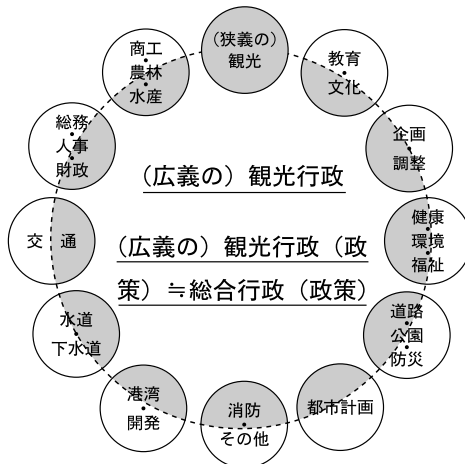 （狭義の）
観光
教育
・
文化
企画
・
調整
健康
・
環境
・
福祉
道路
・
公園
・
防災
都市計画
消防
・
その他
港湾
・
開発
水道
・
下水道
交通
総務
・
人事
・
財政
商工
・
農林
・
水産
（広義の）観光行政
（広義の）観光行政（政
策）≒総合行政（政策）